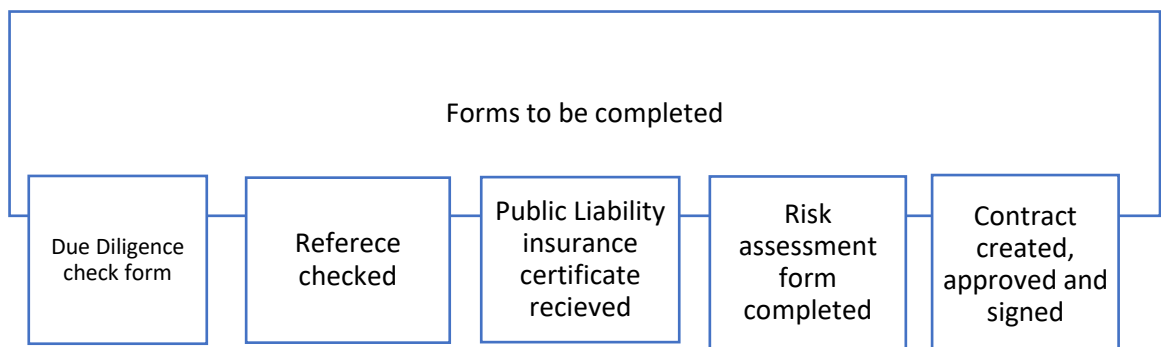 Forms to be completed
Due Diligence
check form
Referece
checked
Public Liability
insurance
certificate
recieved
Risk
assessment
form
completed
Contract
created,
approved and
signed